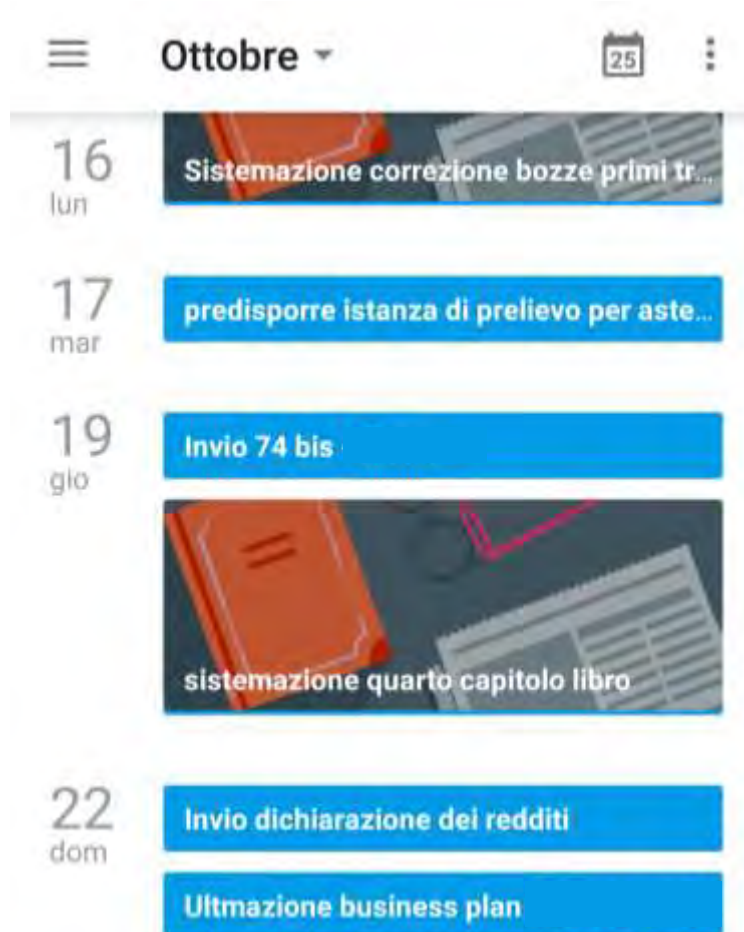 Ottobre
25
16
lun
Sistemazione correzione bozze primi tr...
17
mar
predisporre istanza di prelievo per aste...
19
gio
Invio 74 bis
sistemazione quarto capitolo libro
22
dom
Invio dichiarazione dei redditi
Ultmazione business plan